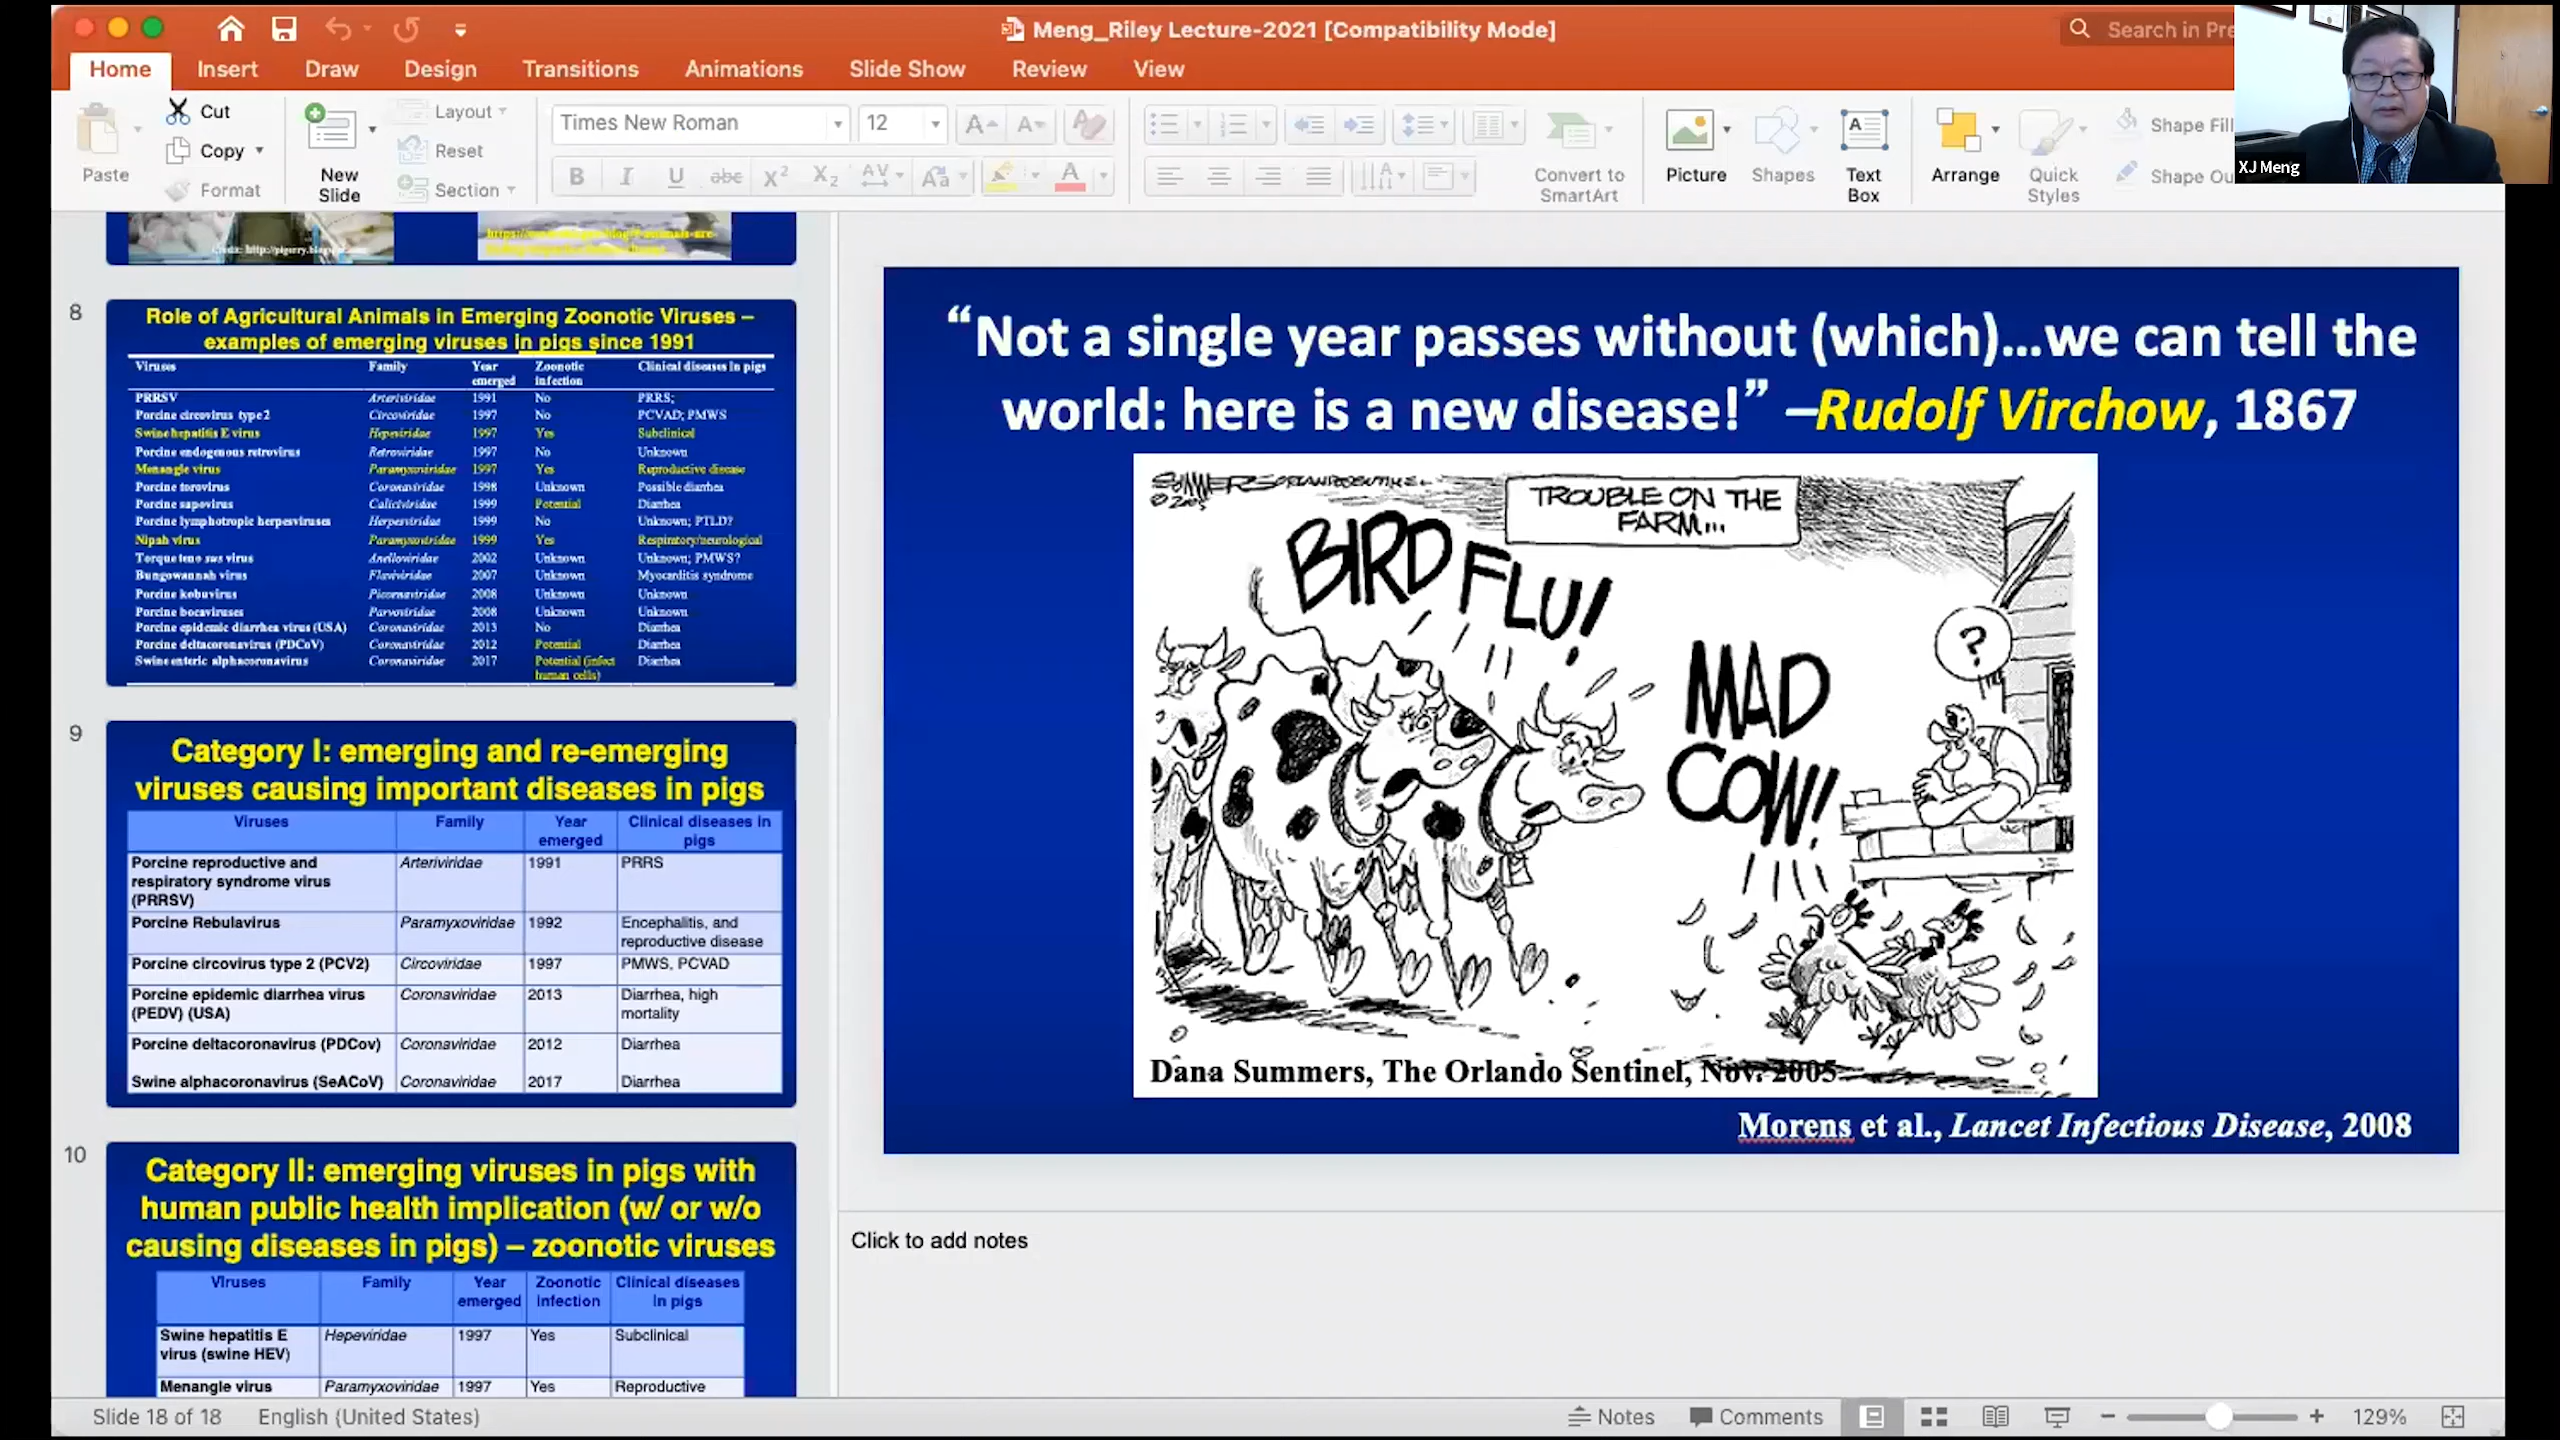 Meng_Riley Lecture-2021 [Compatibility Mode]
Search in Pre
Home Insert Draw Design Transitions Animations Slide Show Review View
Paste
Cut
Copy
Format
New
Slide
Layout
Reset
Section
Times New Roman
12
Convert to
SmartArt
Picture
Shapes
Text
Box
Arrange
Quick
Styles
Shape Fill
Shape Ou
XJ Meng
8
Role of Agricultural Animals in Emerging Zoonotic Viruses –
examples of emerging viruses in pigs since 1991
Viruses Family Year emerged Zoonotic infection Clinical diseases in pigs
PRRSV Arteriviridae 1991 No PRRS;
Porcine circovirus type 2 Circoviridae 1997 No PCVAD; PMWS
Swine hepatitis E virus Hepeviridae 1997 Yes Subclinical
Porcine endogenous retrovirus Retroviridae 1997 No Unknown
Menangle virus Paramyxoviridae 1997 Yes Reproductive disease
Porcine torovirus Coronaviridae 1998 Unknown Possible diarrhea
Porcine sapovirus Caliciviridae 1999 Potential Diarrhea
Porcine lymphotropic herpesviruses Herpesviridae 1999 No Unknown; PTLD?
Nipah virus Paramyxoviridae 1999 Yes Respiratory/neurological
Torque teno sus virus Anelloviridae 2002 Unknown Unknown; PMWS?
Bungowannah virus Flaviviridae 2007 Unknown Myocarditis syndrome
Porcine kobuvirus Picornaviridae 2008 Unknown Unknown
Porcine bocaviruses Parvoviridae 2008 Unknown Unknown
Porcine epidemic diarrhea virus (USA) Coronaviridae 2013 No Diarrhea
Porcine deltacoronavirus (PDCoV) Coronaviridae 2012 Potential Diarrhea
Swine enteric alphacoronavirus Coronaviridae 2017 Potential (infect human cells) Diarrhea
9
Category I: emerging and re-emerging
viruses causing important diseases in pigs
Viruses Family Year emerged Clinical diseases in pigs
Porcine reproductive and respiratory syndrome virus (PRRSV) Arteriviridae 1991 PRRS
Porcine Rebulavirus Paramyxoviridae 1992 Encephalitis, and reproductive disease
Porcine circovirus type 2 (PCV2) Circoviridae 1997 PMWS, PCVAD
Porcine epidemic diarrhea virus (PEDV) (USA) Coronaviridae 2013 Diarrhea, high mortality
Porcine deltacoronavirus (PDCov) Coronaviridae 2012 Diarrhea
Swine alphacoronavirus (SeACoV) Coronaviridae 2017 Diarrhea
10
Category II: emerging viruses in pigs with
human public health implication (w/ or w/o
causing diseases in pigs) – zoonotic viruses
Viruses Family Year emerged Zoonotic infection Clinical diseases in pigs
Swine hepatitis E virus (swine HEV) Hepeviridae 1997 Yes Subclinical
Menangle virus Paramyxoviridae 1997 Yes Reproductive
“Not a single year passes without (which)...we can tell the
world: here is a new disease!” –Rudolf Virchow, 1867
TROUBLE ON THE
FARM...
BIRD FLU!
MAD
COW!
?
Dana Summers, The Orlando Sentinel, Nov. 2005
Morens et al., Lancet Infectious Disease, 2008
Click to add notes
Slide 18 of 18 English (United States) Notes Comments 129%